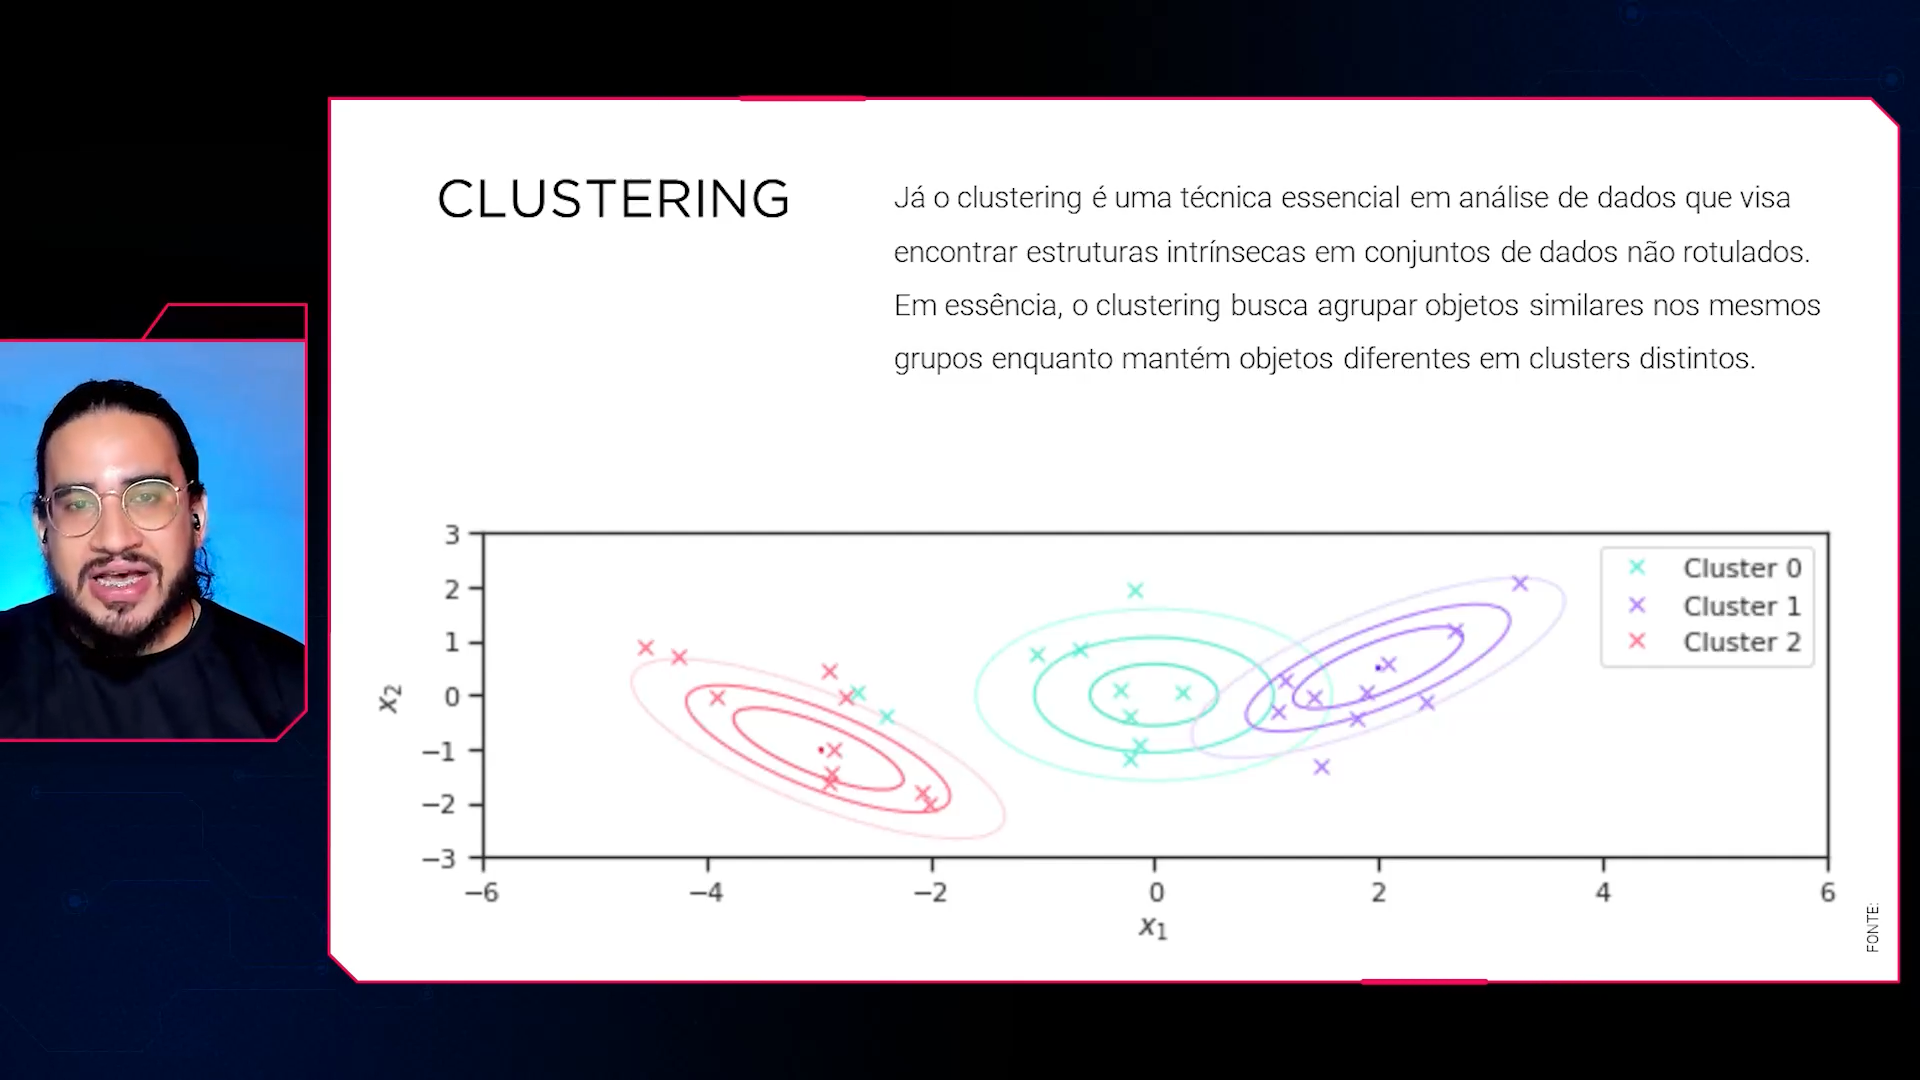 CLUSTERING
Já o clustering é uma técnica essencial em análise de dados que visa
encontrar estruturas intrínsecas em conjuntos de dados não rotulados.
Em essência, o clustering busca agrupar objetos similares nos mesmos
grupos enquanto mantém objetos diferentes em clusters distintos.
3
2
1
0
−1
−2
−3
x2
Cluster 0
Cluster 1
Cluster 2
−6 −4 −2 0 2 4 6
x1
FONTE: